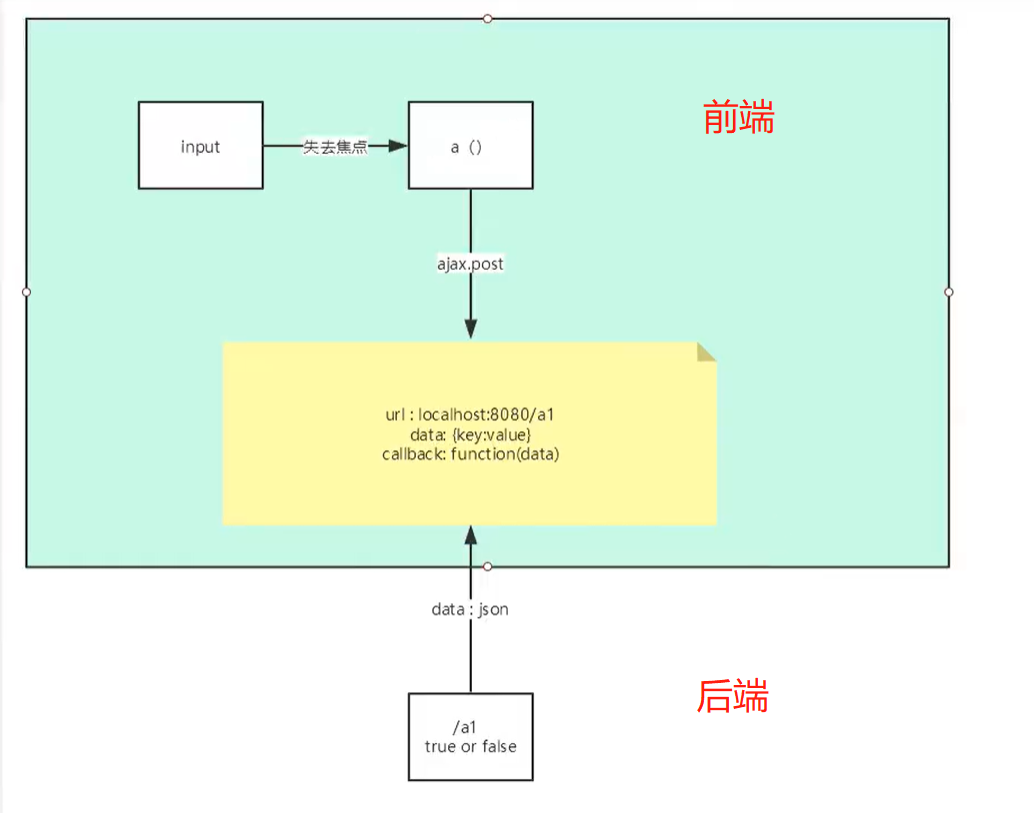 前端
input
失去焦点
a（）
ajax.post
url : localhost:8080/a1
data: {key:value}
callback: function(data)
data : json
后端
/a1
true or false